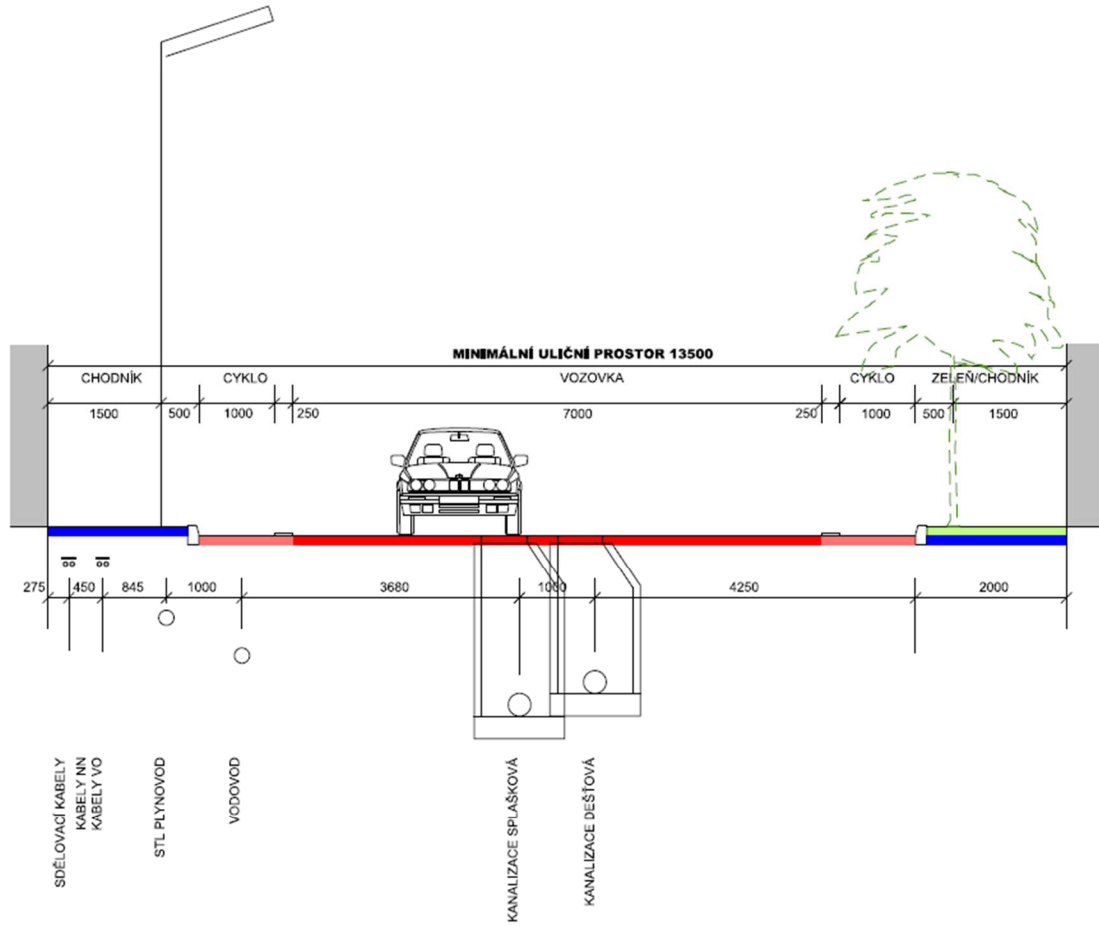 MINIMÁLNÍ ULIČNÍ PROSTOR 13500
CHODNÍK CYKLO VOZOVKA CYKLO ZELEŇ/CHODNÍK
1500 500 1000 250 7000 250 1000 500 1500
275 450 845 1000 3680 1000 4250 2000
SDĚLOVACÍ KABELY
KABELY NN
KABELY VO
STL PLYNOVOD
VODOVOD
KANALIZACE SPLAŠKOVÁ
KANALIZACE DEŠŤOVÁ